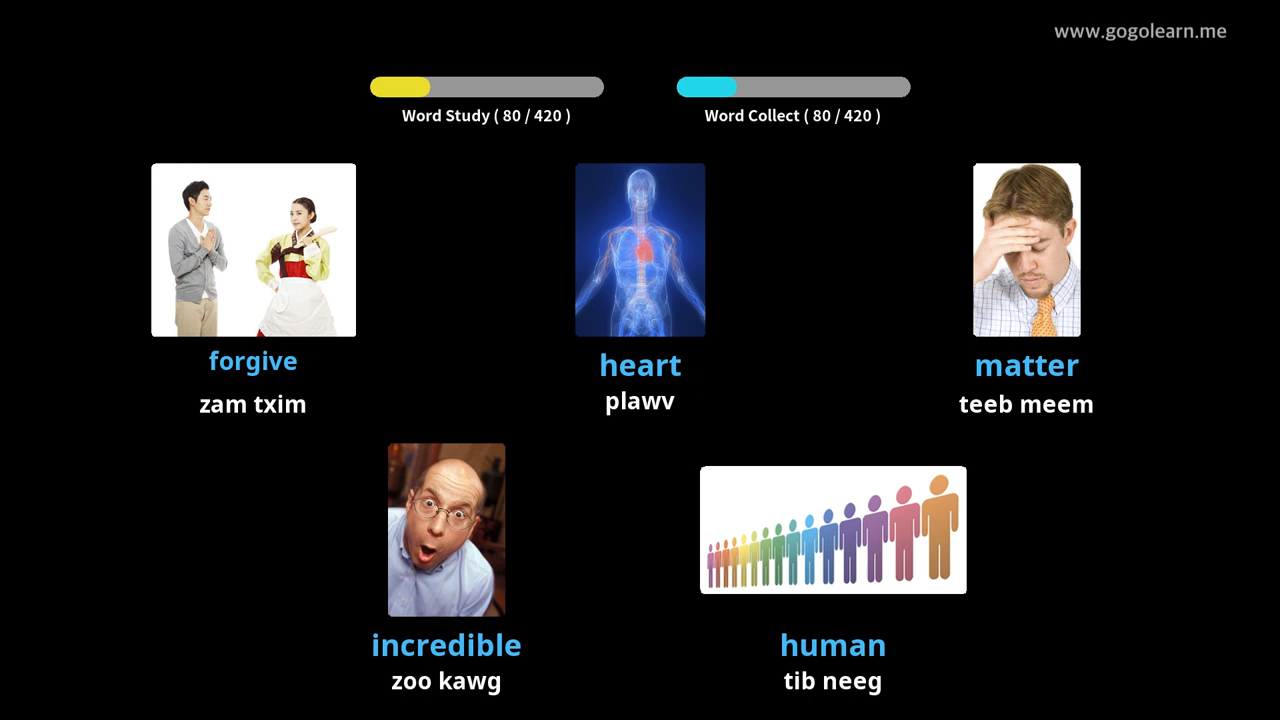 www.gogolearn.me
Word Study ( 80 / 420 )
Word Collect ( 80 / 420 )
forgive
zam txim
heart
plawv
matter
teeb meem
incredible
zoo kawg
human
tib neeg